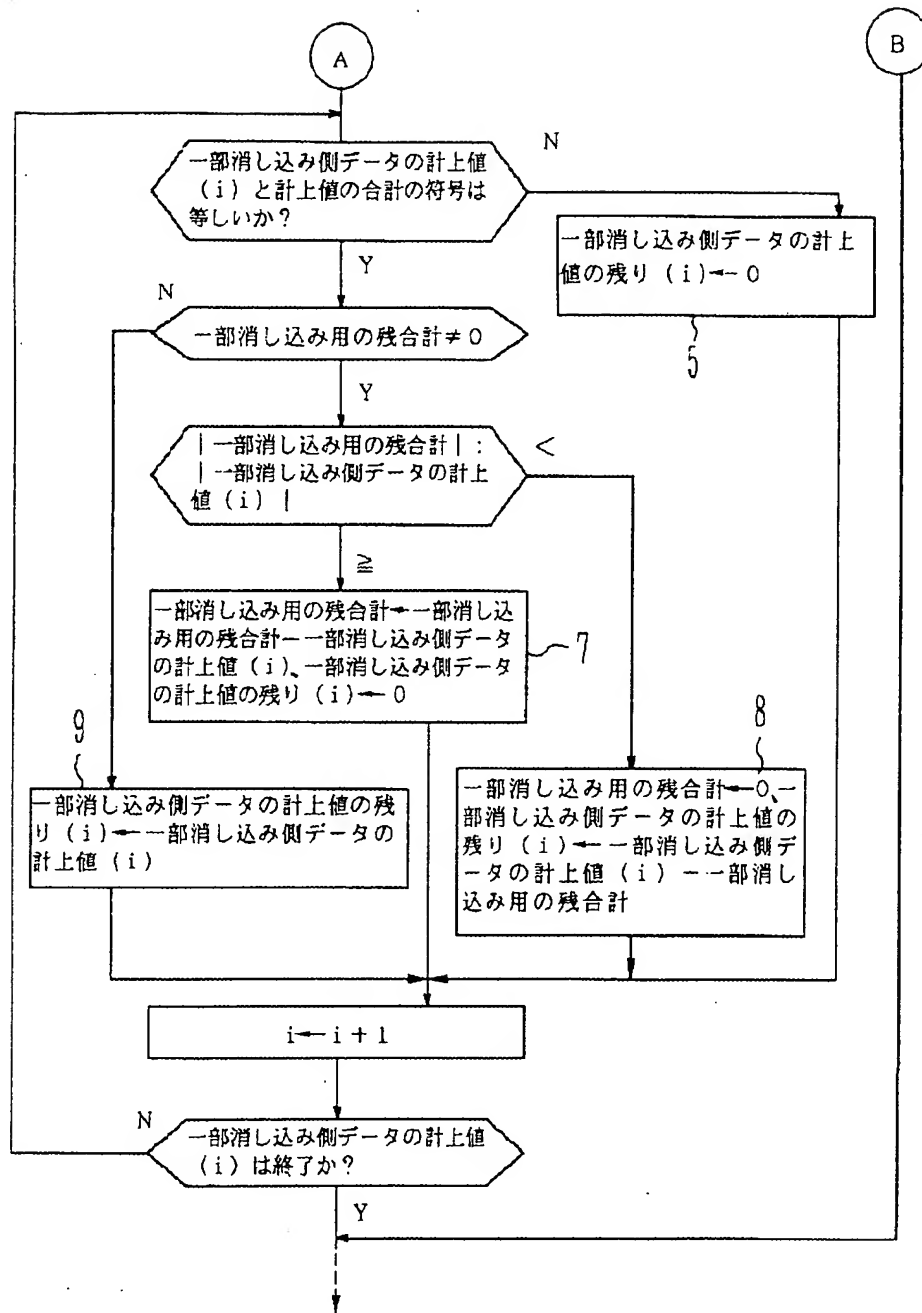 A
B
一部消し込み側データの計上値
(i)と計上値の合計の符号は
等しいか?
N
Y
一部消し込み側データの計上
値の残り(i)←0
5
N
一部消し込み用の残合計≠0
Y
|一部消し込み用の残合計|:
|一部消し込み側データの計上
値(i)|
<
≧
一部消し込み用の残合計←一部消し込
み用の残合計－一部消し込み側データ
の計上値(i)、一部消し込み側データ
の計上値の残り(i)←0
7
9
一部消し込み側データの計上値の残
り(i)←一部消し込み側データの
計上値(i)
8
一部消し込み用の残合計←0、一
部消し込み側データの計上値の
残り(i)←一部消し込み側デ
ータの計上値(i)－一部消し
込み用の残合計
i←i+1
N
一部消し込み側データの計上値
(i)は終了か?
Y